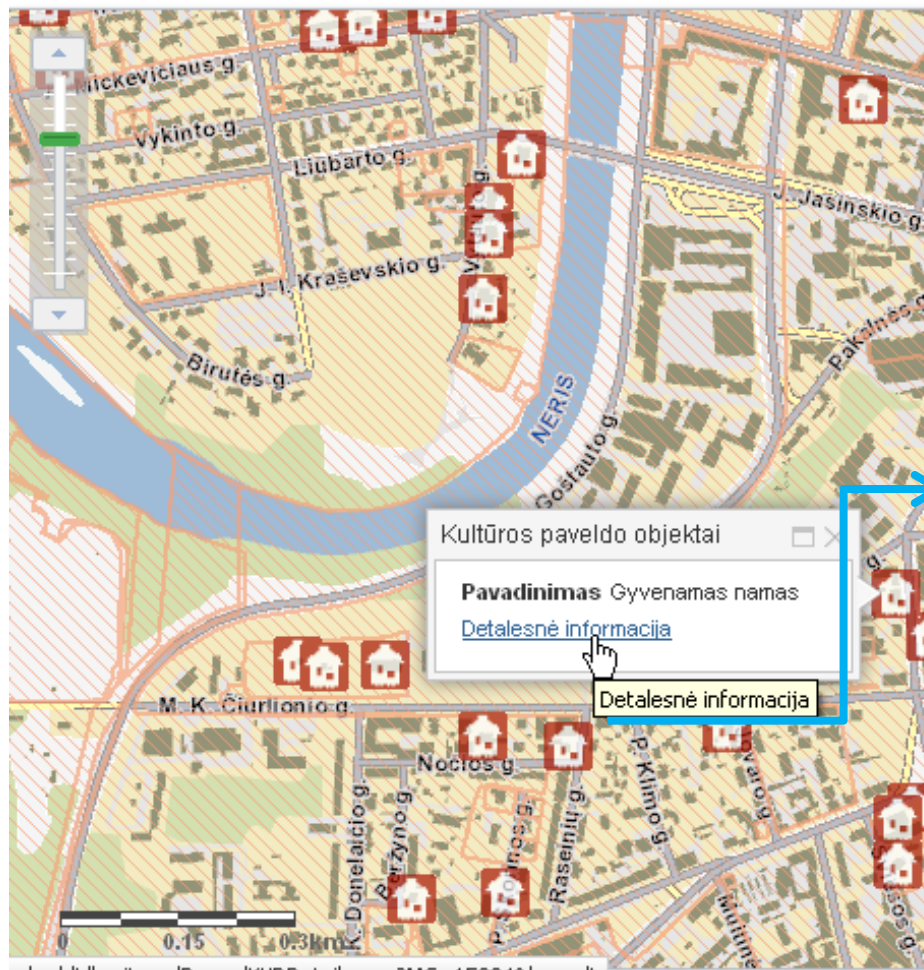 Mickevičiaus g.
Vykinto g.
Liubarto g.
J. Jasinskio g.
J. I. Kraševskio g.
Birutės g.
Pakalnės
NERIS
Goštauto g.
Kultūros paveldo objektai
g.
Pavadinimas Gyvenamas namas
Detalesnė informacija
Detalesnė informacija
M. K. Čiurlionio g.
Nočios g.
K. Donelaičio g.
Beržyno g.
Raseinių g.
P. Klimo g.
0 0.15 0.3km